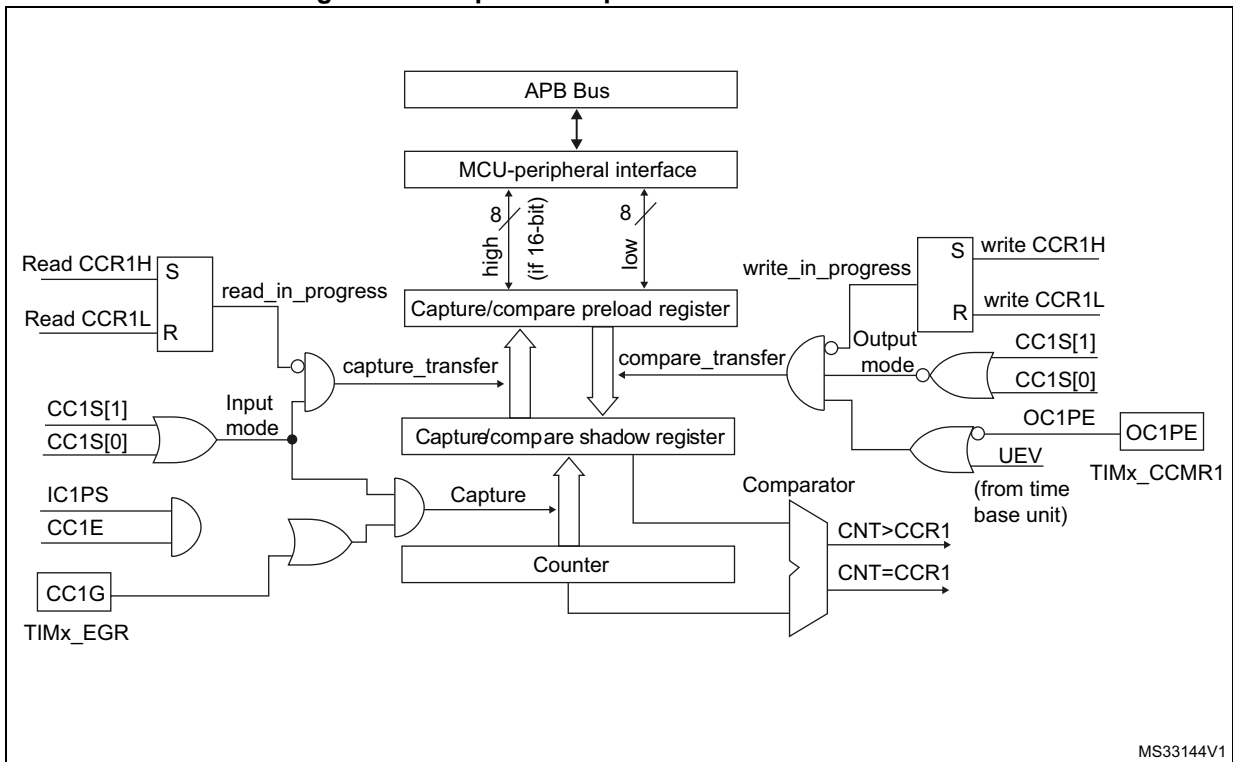 APB Bus
MCU-peripheral interface
8
high
(if 16-bit)
8
low
Read CCR1H
Read CCR1L
S
R
read_in_progress
write_in_progress
S
R
write CCR1H
write CCR1L
Capture/compare preload register
capture_transfer
compare_transfer
Output
mode
CC1S[1]
CC1S[0]
CC1S[1]
CC1S[0]
Input
mode
Capture/compare shadow register
OC1PE
OC1PE
UEV
TIMx_CCMR1
(from time
base unit)
IC1PS
CC1E
Capture
Comparator
CNT>CCR1
CNT=CCR1
Counter
CC1G
TIMx_EGR
MS33144V1